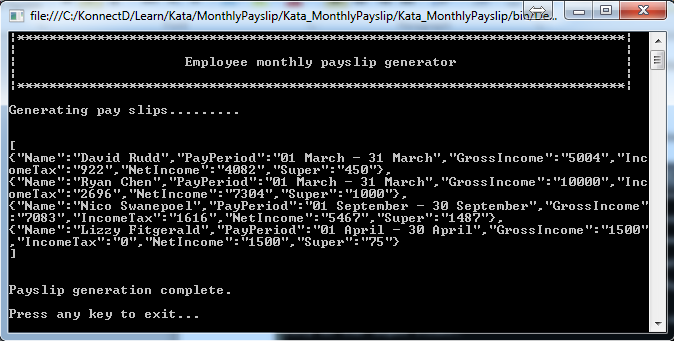 file:///C:/KonnectD/Learn/Kata/MonthlyPayslip/Kata_MonthlyPayslip/Kata_MonthlyPayslip/bin/De...
¦*****************************************************************************¦
¦ Employee monthly payslip generator ¦
¦*****************************************************************************¦
Generating pay slips.........
[
{"Name":"David Rudd","PayPeriod":"01 March - 31 March","GrossIncome":"5004","Inc
omeTax":"922","NetIncome":"4082","Super":"450"},
{"Name":"Ryan Chen","PayPeriod":"01 March - 31 March","GrossIncome":"10000","Inc
omeTax":"2696","NetIncome":"7304","Super":"1000"},
{"Name":"Nico Swanepoel","PayPeriod":"01 September - 30 September","GrossIncome"
:"7083","IncomeTax":"1616","NetIncome":"5467","Super":"1487"},
{"Name":"Lizzy Fitgerald","PayPeriod":"01 April - 30 April","GrossIncome":"1500"
,"IncomeTax":"0","NetIncome":"1500","Super":"75"}
]
Payslip generation complete.
Press any key to exit...